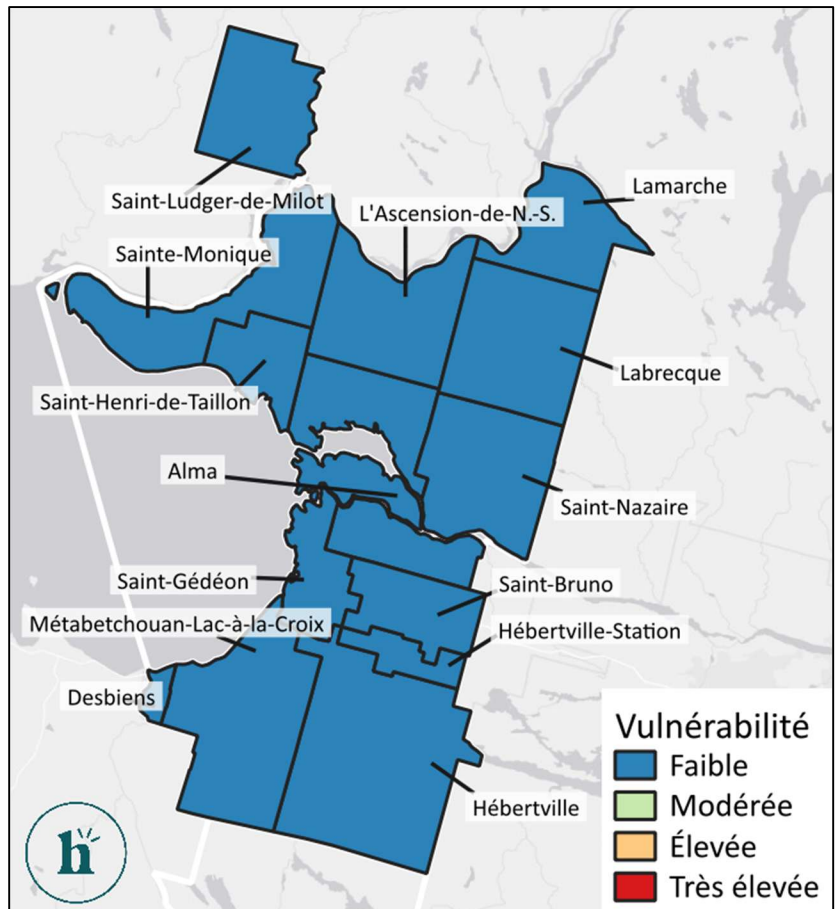 Saint-Ludger-de-Milot
Lamarche
L'Ascension-de-N.-S.
Sainte-Monique
Labrecque
Saint-Henri-de-Taillon
Alma
Saint-Nazaire
Saint-Gédéon
Saint-Bruno
Métabetchouan-Lac-à-la-Croix
Hébertville-Station
Desbiens
Hébertville
Vulnérabilité
Faible
Modérée
Élevée
Très élevée
h